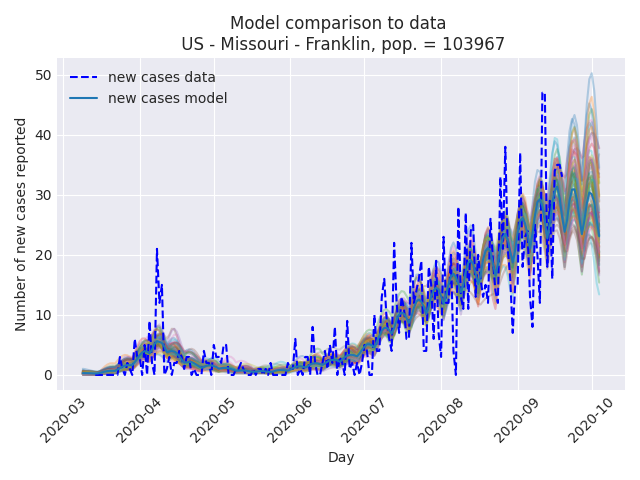 Model comparison to data
US - Missouri - Franklin, pop. = 103967
new cases data
new cases model
Number of new cases reported
50
40
30
20
10
0
2020-03
2020-04
2020-05
2020-06
2020-07
2020-08
2020-09
2020-10
Day